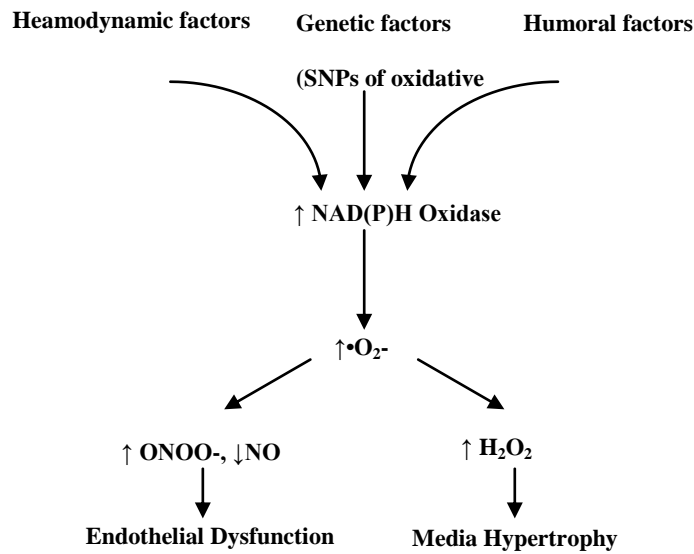 Heamodynamic factors Genetic factors Humoral factors
(SNPs of oxidative
↑ NAD(P)H Oxidase
↑•O₂-
↑ ONOO-, ↓NO ↑ H₂O₂
Endothelial Dysfunction Media Hypertrophy